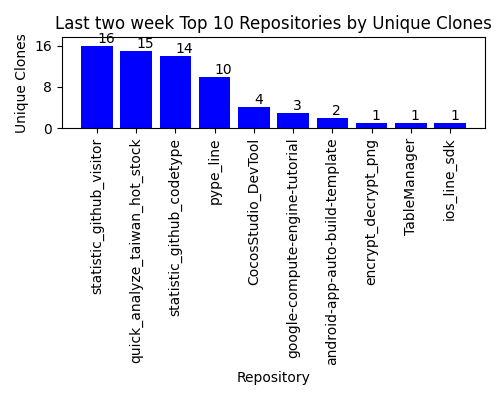 Last two week Top 10 Repositories by Unique Clones
Unique Clones
16
8
0
16
15
14
10
4
3
2
1
1
1
statistic_github_visitor
quick_analyze_taiwan_hot_stock
statistic_github_codetype
pype_line
CocosStudio_DevTool
google-compute-engine-tutorial
android-app-auto-build-template
encrypt_decrypt_png
TableManager
ios_line_sdk
Repository